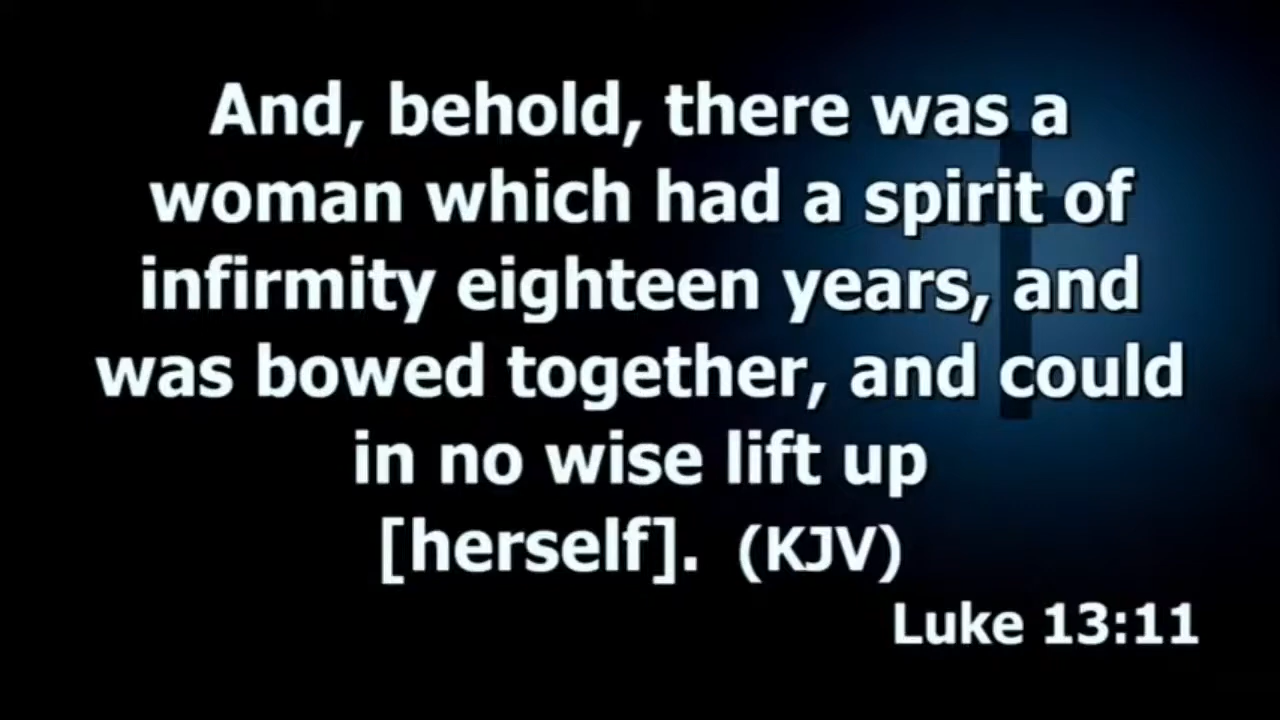 And, behold, there was a
woman which had a spirit of
infirmity eighteen years, and
was bowed together, and could
in no wise lift up
[herself]. (KJV)
Luke 13:11